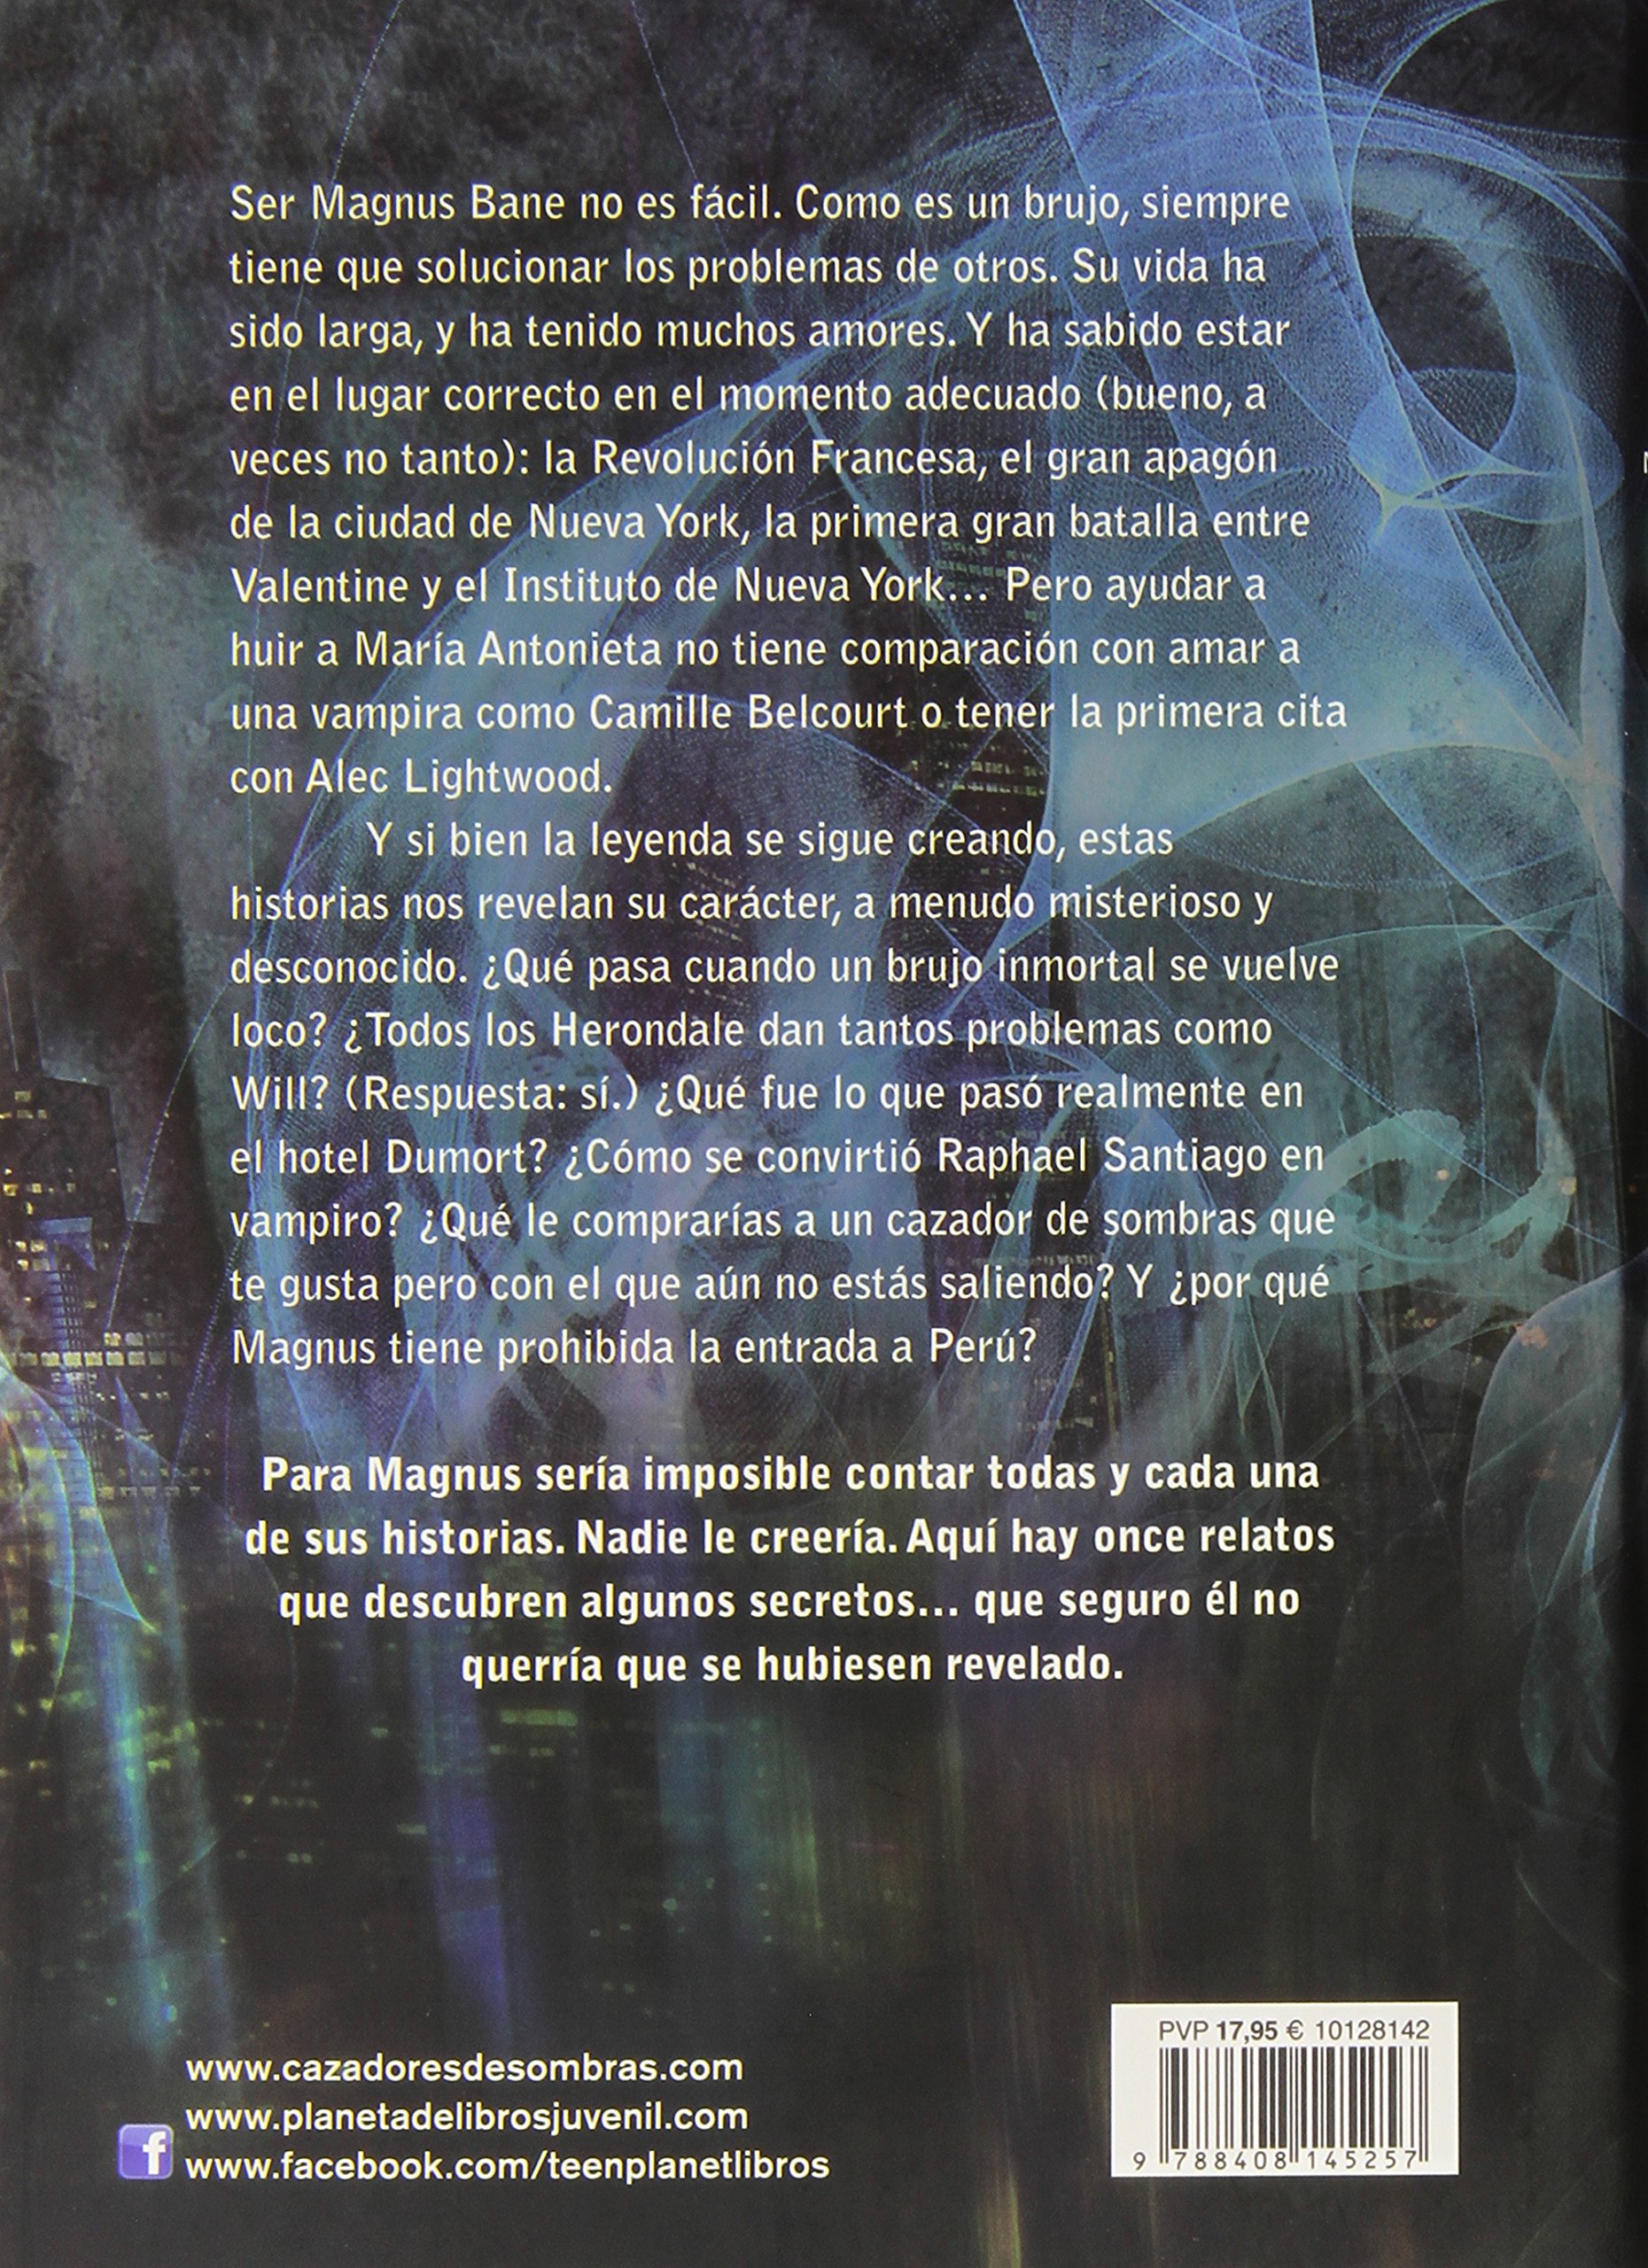 Ser Magnus Bane no es fácil. Como es un brujo, siempre
tiene que solucionar los problemas de otros. Su vida ha
sido larga, y ha tenido muchos amores. Y ha sabido estar
en el lugar correcto en el momento adecuado (bueno, a
veces no tanto): la Revolución Francesa, el gran apagón
de la ciudad de Nueva York, la primera gran batalla entre
Valentine y el Instituto de Nueva York... Pero ayudar a
huir a María Antonieta no tiene comparación con amar a
una vampira como Camille Belcourt o tener la primera cita
con Alec Lightwood.
Y si bien la leyenda se sigue creando, estas
historias nos revelan su carácter, a menudo misterioso y
desconocido. ¿Qué pasa cuando un brujo inmortal se vuelve
loco? ¿Todos los Herondale dan tantos problemas como
Will? (Respuesta: sí.) ¿Qué fue lo que pasó realmente en
el hotel Dumort? ¿Cómo se convirtió Raphael Santiago en
vampiro? ¿Qué le comprarías a un cazador de sombras que
te gusta pero con el que aún no estás saliendo? Y ¿por qué
Magnus tiene prohibida la entrada a Perú?
Para Magnus sería imposible contar todas y cada una
de sus historias. Nadie le creería. Aquí hay once relatos
que descubren algunos secretos... que seguro él no
querría que se hubiesen revelado.
www.cazadoresdesombras.com
www.planetadelibrosjuvenil.com
f www.facebook.com/teenplanetlibros
PVP 17,95 € 10128142
9 788408 145257